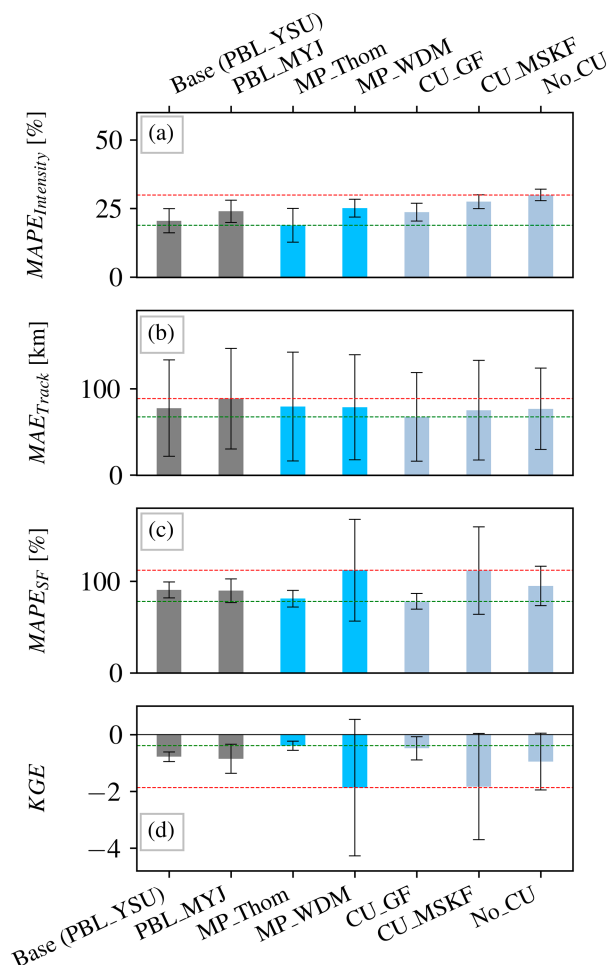 Base (PBL_YSU)
PBL_MYJ
MP_Thom
MP_WDM
CU_GF
CU_MSKF
No_CU
MAPE_Intensity [%]
50
25
0
(a)
MAE_Track [km]
100
0
(b)
MAPE_SF [%]
100
0
(c)
KGE
0
−2
−4
(d)
Base (PBL_YSU)
PBL_MYJ
MP_Thom
MP_WDM
CU_GF
CU_MSKF
No_CU